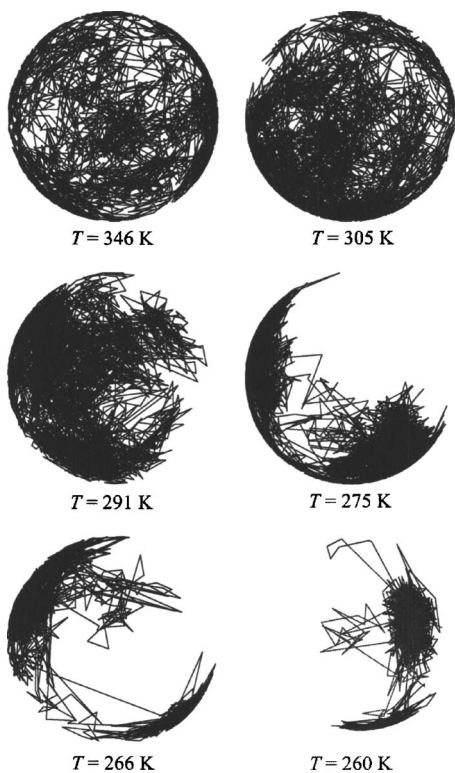 T = 346 K
T = 305 K
T = 291 K
T = 275 K
T = 266 K
T = 260 K